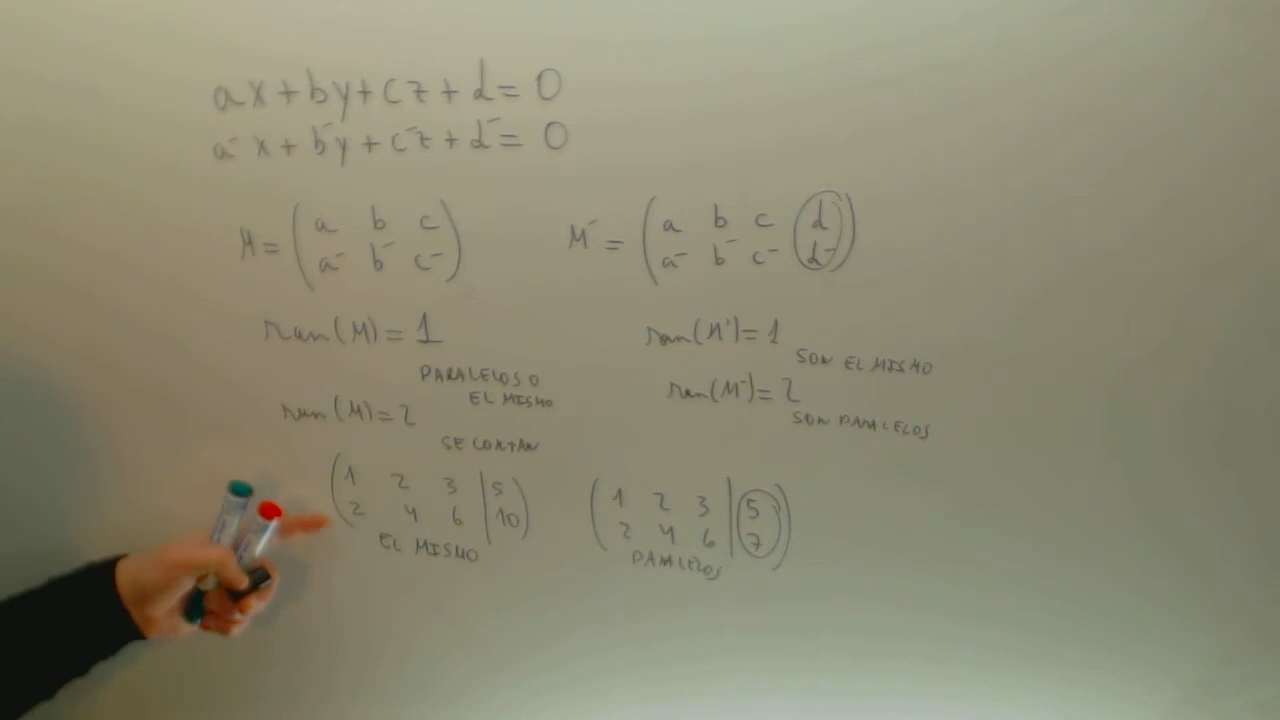 ax+by+cz+d=0
a'x+b'y+c'z+d'=0
M = (a b c
a' b' c')
M' = (a b c d
a' b' c' d')
ran(M)=1
PARALELOS O
EL MISMO
ran(M)=2
SE CORTAN
ran(M')=1
SON EL MISMO
ran(M')=2
SON PARALELOS
(1 2 3 | 5
2 4 6 | 10)
EL MISMO
(1 2 3 | 5
2 4 6 | 7)
PARALELOS